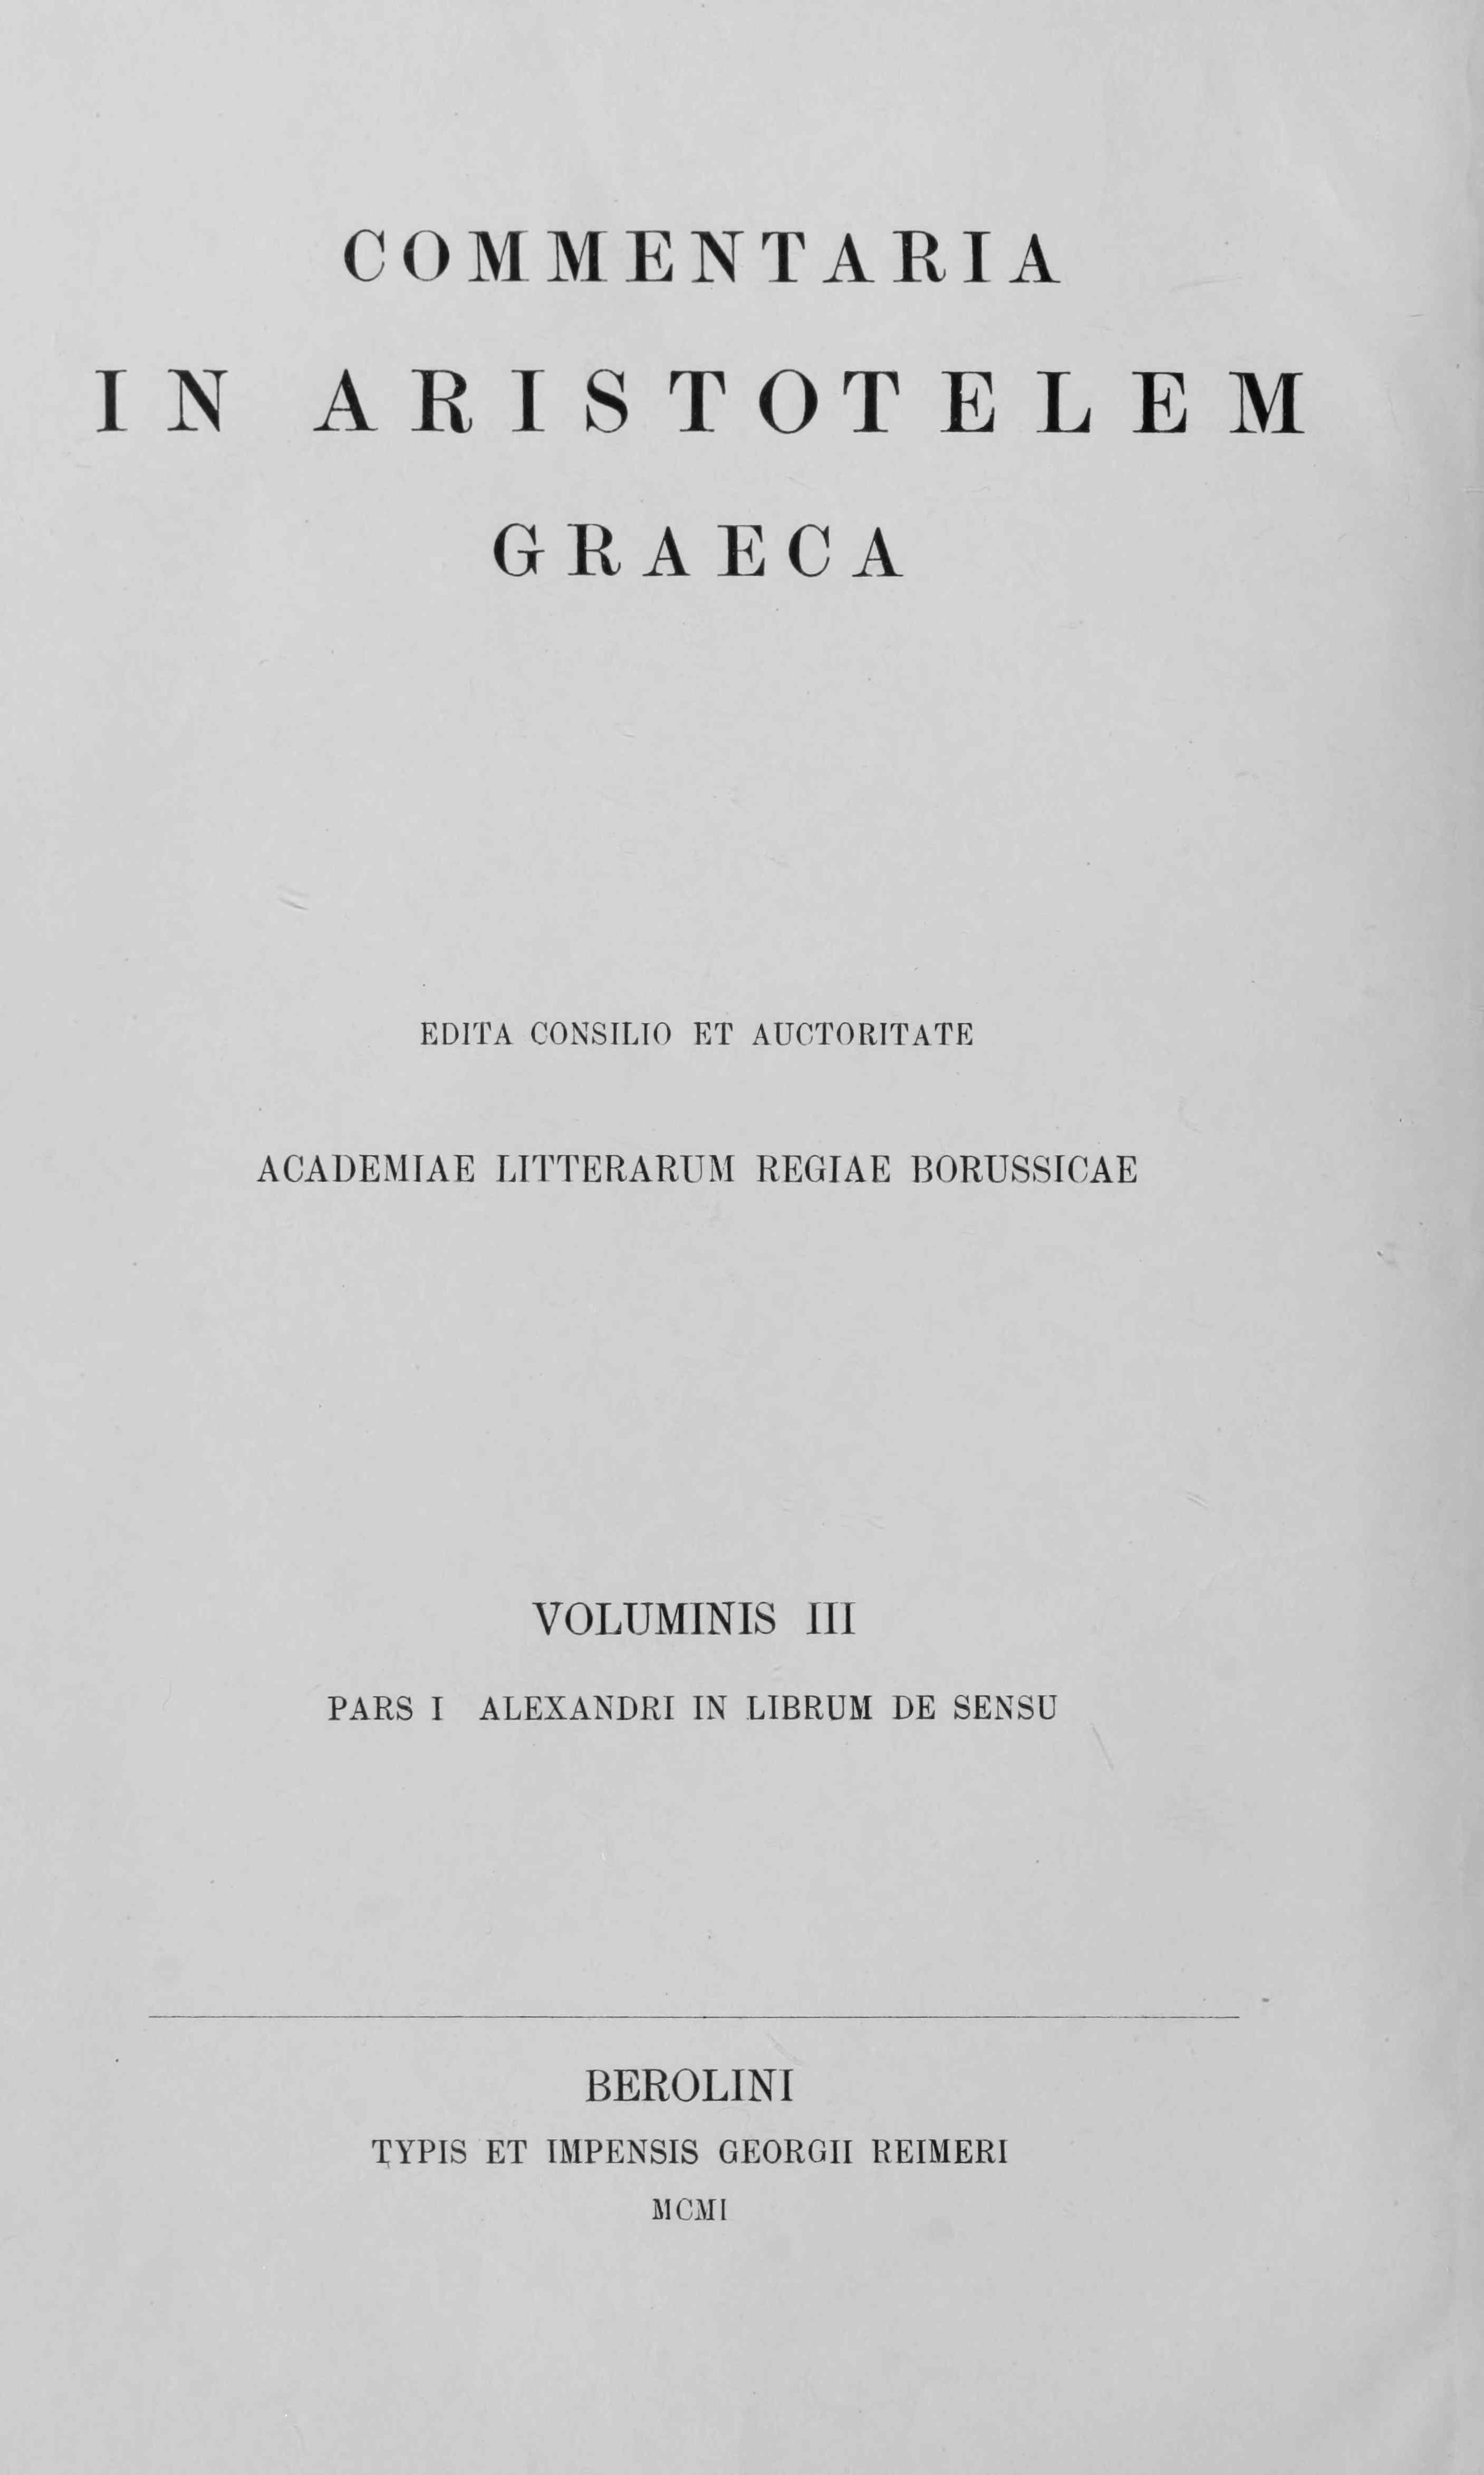 COMMENTARIA
IN ARISTOTELEM
GRAECA
EDITA CONSILIO ET AUCTORITATE
ACADEMIAE LITTERARUM REGIAE BORUSSICAE
VOLUMINIS III
PARS I ALEXANDRI IN LIBRUM DE SENSU
BEROLINI
TYPIS ET IMPENSIS GEORGII REIMERI
MCMI